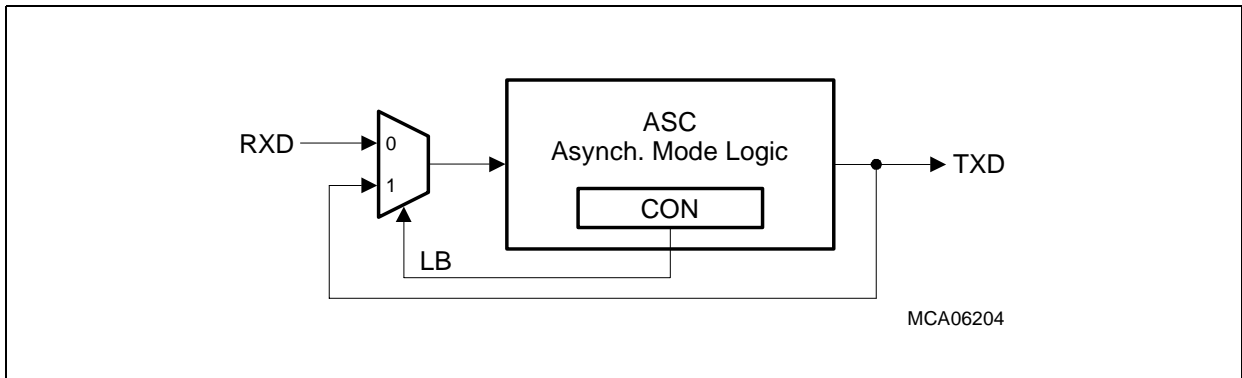 ASC
Asynch. Mode Logic
RXD
0
1
TXD
CON
LB
MCA06204